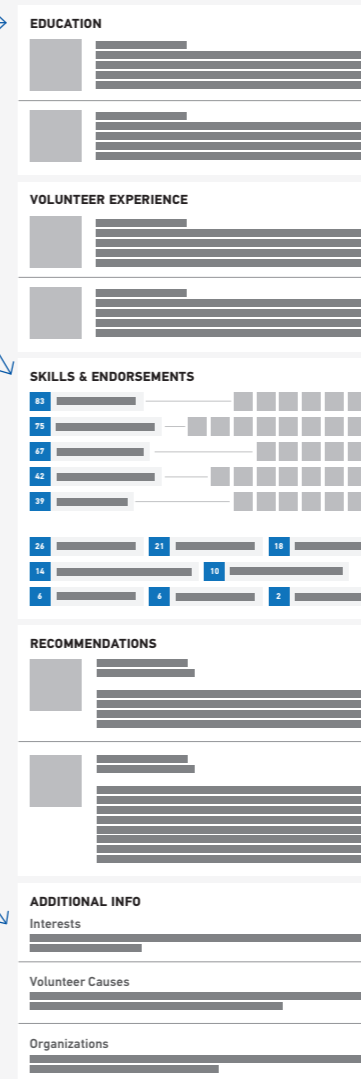 EDUCATION
VOLUNTEER EXPERIENCE
SKILLS & ENDORSEMENTS
83
75
67
42
39
26 21 18
14 10
6 6 2
RECOMMENDATIONS
ADDITIONAL INFO
Interests
Volunteer Causes
Organizations